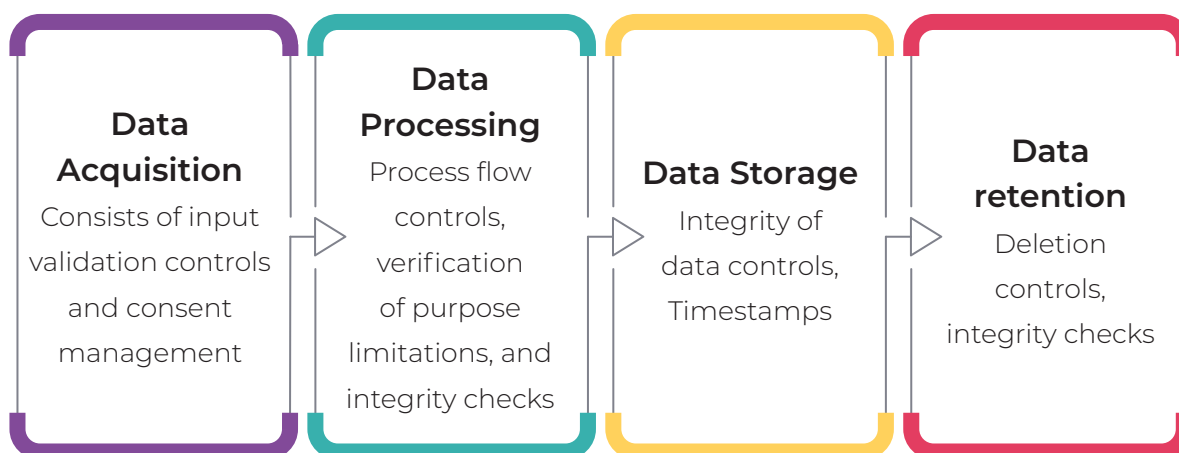 Data
Acquisition
Consists of input
validation controls
and consent
management
Data
Processing
Process flow
controls,
verification
of purpose
limitations, and
integrity checks
Data Storage
Integrity of
data controls,
Timestamps
Data
retention
Deletion
controls,
integrity checks